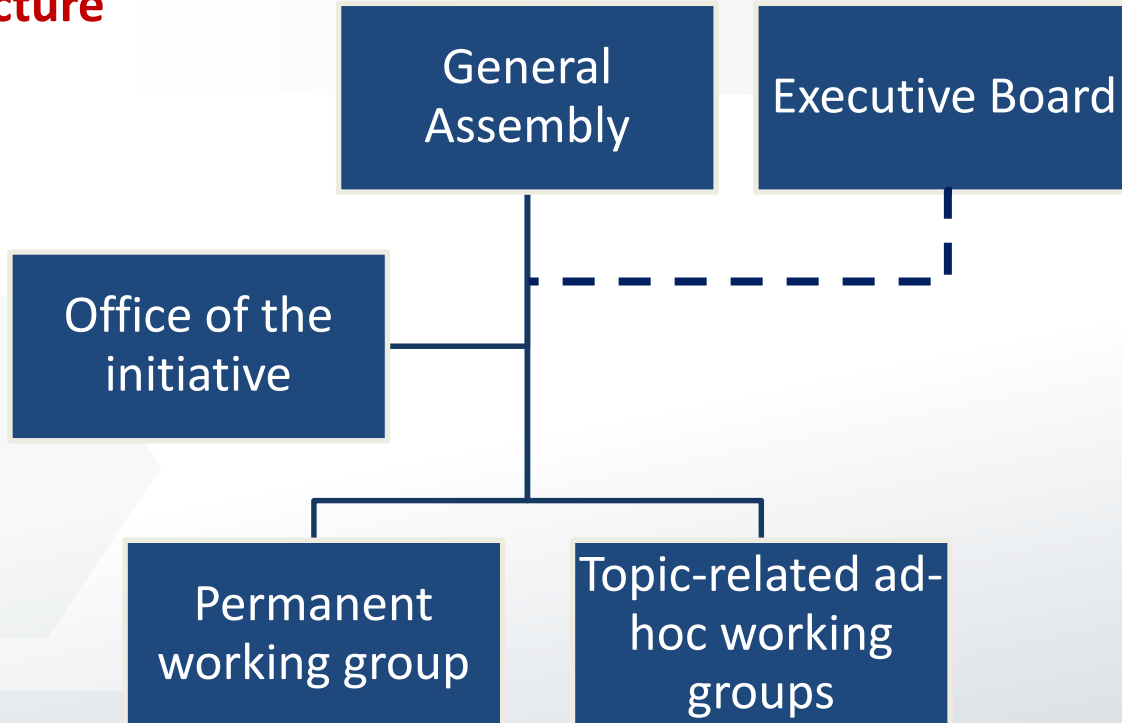 cture
General
Assembly
Executive Board
Office of the
initiative
Permanent
working group
Topic-related ad-
hoc working
groups